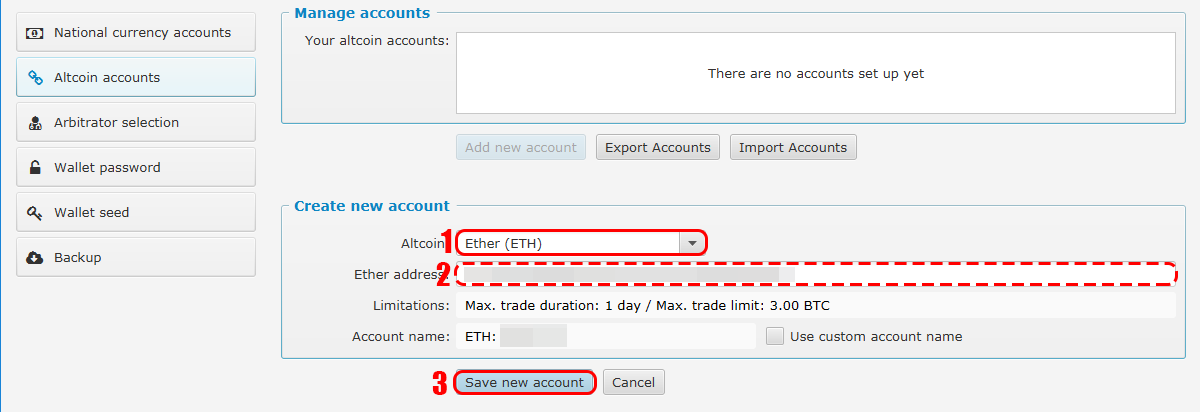 National currency accounts
Altcoin accounts
Arbitrator selection
Wallet password
Wallet seed
Backup
Manage accounts
Your altcoin accounts:
There are no accounts set up yet
Add new account Export Accounts Import Accounts
Create new account
1
Altcoin Ether (ETH)
2
Ether address:
Limitations: Max. trade duration: 1 day / Max. trade limit: 3.00 BTC
Account name: ETH: Use custom account name
3
Save new account Cancel